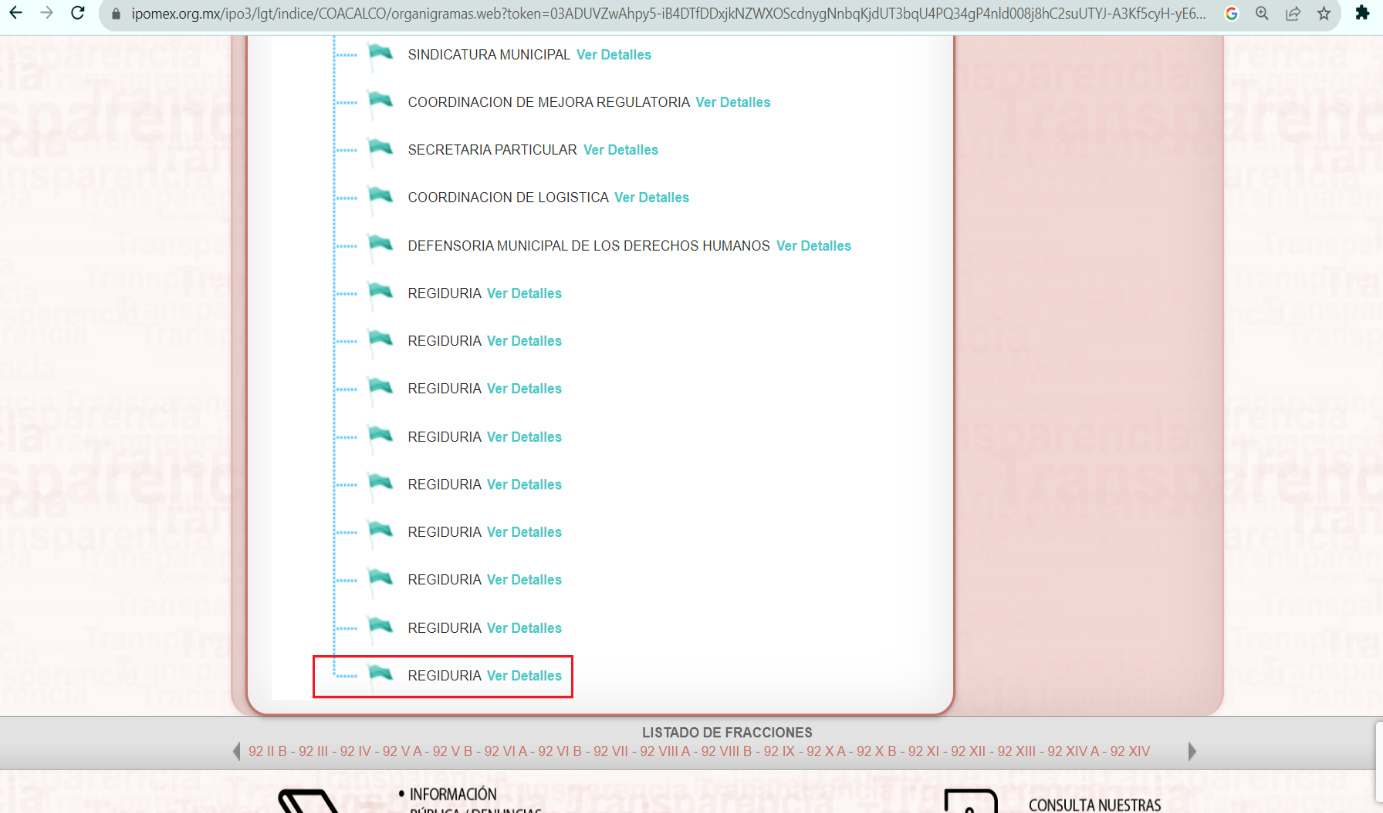 ipomex.org.mx/ipo3/lgt/indice/COACALCO/organigramas.web?token=03ADUVZwAhpy5-iB4DTfDDxjkNZWXOScdnygNnbqKjdUT3bqU4PQ34gP4nld008j8hC2suUTYJ-A3Kf5cyH-yE6...
SINDICATURA MUNICIPAL Ver Detalles
COORDINACION DE MEJORA REGULATORIA Ver Detalles
SECRETARIA PARTICULAR Ver Detalles
COORDINACION DE LOGISTICA Ver Detalles
DEFENSORIA MUNICIPAL DE LOS DERECHOS HUMANOS Ver Detalles
REGIDURIA Ver Detalles
REGIDURIA Ver Detalles
REGIDURIA Ver Detalles
REGIDURIA Ver Detalles
REGIDURIA Ver Detalles
REGIDURIA Ver Detalles
REGIDURIA Ver Detalles
REGIDURIA Ver Detalles
REGIDURIA Ver Detalles
LISTADO DE FRACCIONES
92 II B - 92 III - 92 IV - 92 V A - 92 V B - 92 VI A - 92 VI B - 92 VII - 92 VIII A - 92 VIII B - 92 IX - 92 X A - 92 X B - 92 XI - 92 XII - 92 XIII - 92 XIV A - 92 XIV
• INFORMACIÓN
PÚBLICA / DENUNCIAS
CONSULTA NUESTRAS